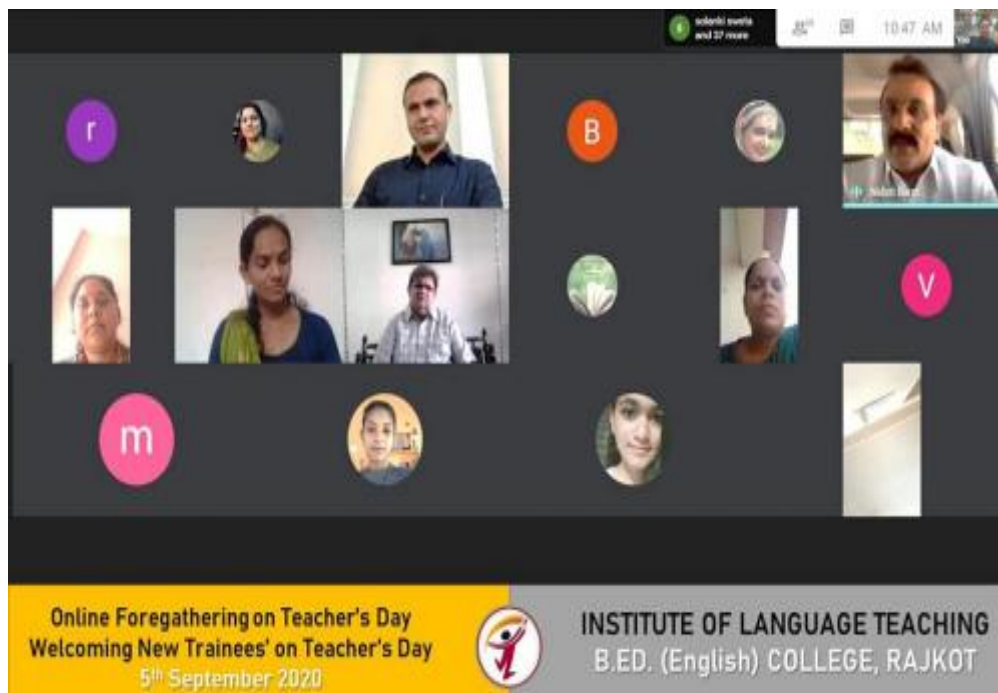 solanki sweta
and 37 more
10:47 AM
You
r
B
V
m
Online Foregathering on Teacher's Day
Welcoming New Trainees' on Teacher's Day
5th September 2020
INSTITUTE OF LANGUAGE TEACHING
B.ED. (English) COLLEGE, RAJKOT